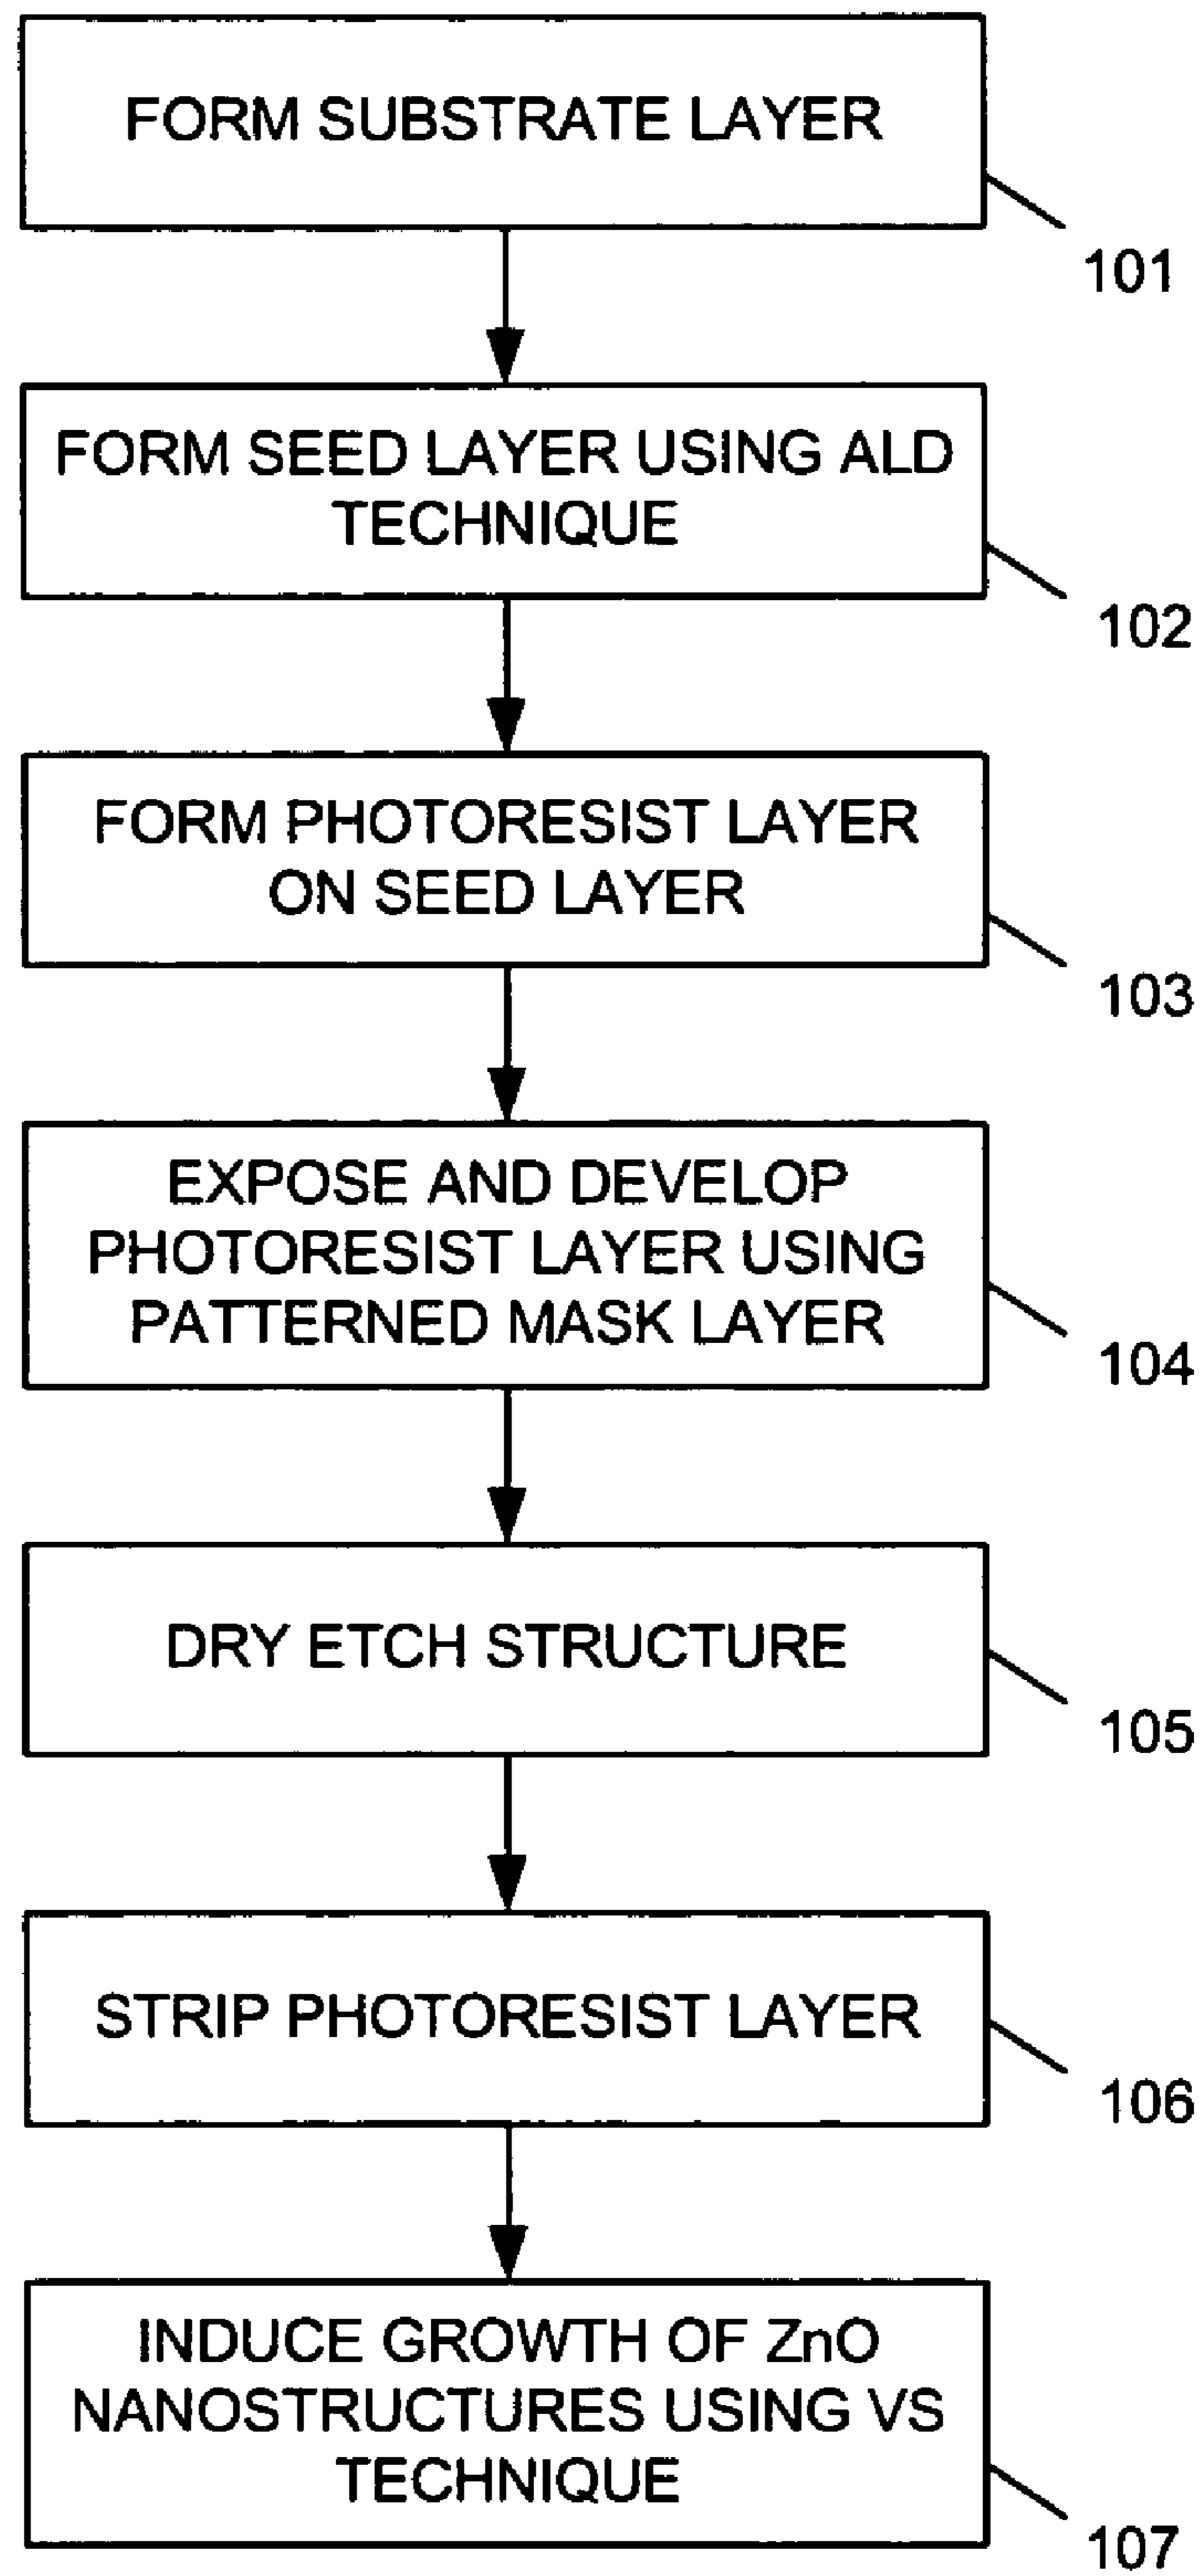 FORM SUBSTRATE LAYER
101
FORM SEED LAYER USING ALD
TECHNIQUE
102
FORM PHOTORESIST LAYER
ON SEED LAYER
103
EXPOSE AND DEVELOP
PHOTORESIST LAYER USING
PATTERNED MASK LAYER
104
DRY ETCH STRUCTURE
105
STRIP PHOTORESIST LAYER
106
INDUCE GROWTH OF ZnO
NANOSTRUCTURES USING VS
TECHNIQUE
107